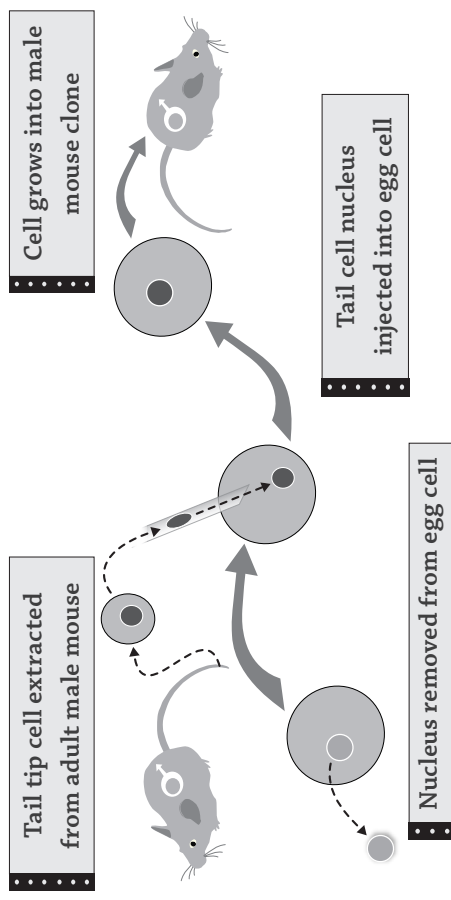 Tail tip cell extracted
from adult male mouse
Nucleus removed from egg cell
Tail cell nucleus
injected into egg cell
Cell grows into male
mouse clone